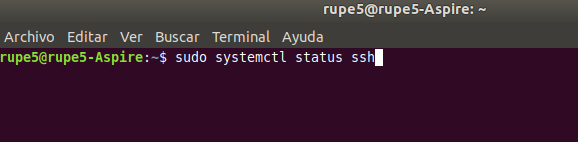 rupe5@rupe5-Aspire: ~
Archivo Editar Ver Buscar Terminal Ayuda
rupe5@rupe5-Aspire:~$ sudo systemctl status ssh